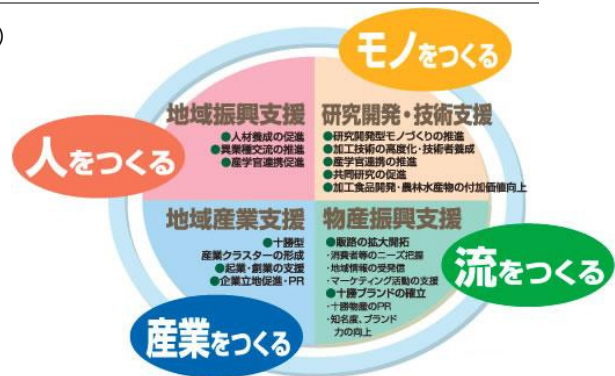 )
モノをつくる
地域振興支援
●人材養成の促進
●異業種交流の推進
●産学官連携促進
研究開発・技術支援
●研究開発型モノづくりの推進
●加工技術の高度化・技術者養成
●産学官連携の推進
●共同研究の促進
●加工食品開発・農林水産物の付加価値向上
人をつくる
地域産業支援
●十勝型
産業クラスターの形成
●起業・創業の支援
●企業立地促進・PR
物産振興支援
●販路の拡大開拓
・消費者等のニーズ把握
・地域情報の受発信
・マーケティング活動の支援
●十勝ブランドの確立
・十勝物産のPR
・知名度、ブランド
力の向上
流をつくる
産業をつくる